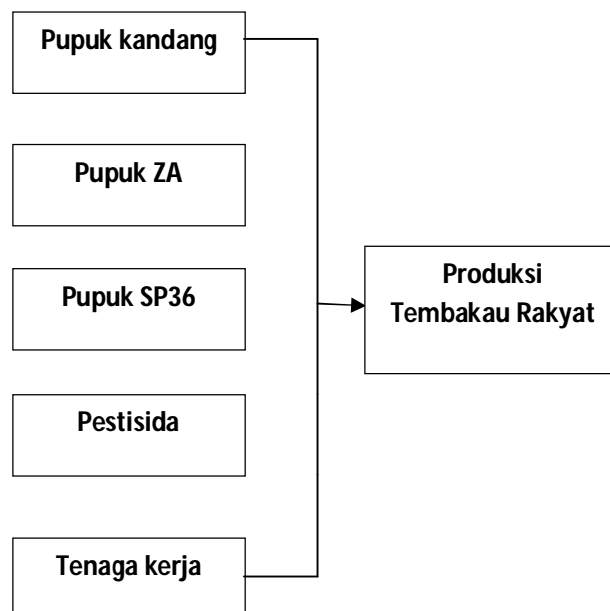 Pupuk kandang
Pupuk ZA
Pupuk SP36
Pestisida
Tenaga kerja
Produksi
Tembakau Rakyat